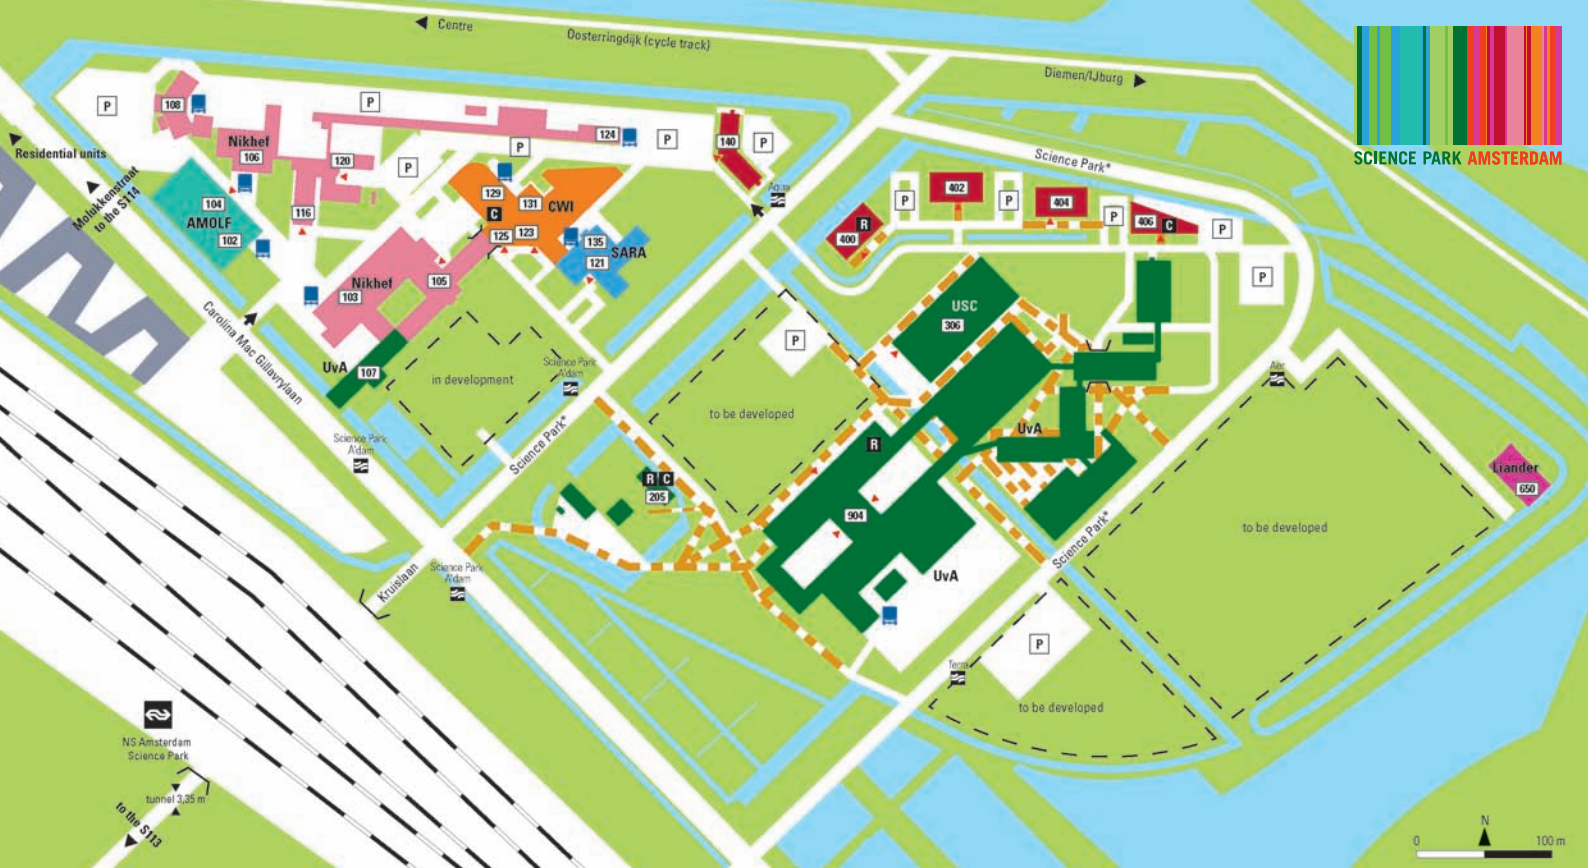 Centre
Oosterringdijk (cycle track)
Diemen/IJburg
SCIENCE PARK AMSTERDAM
P
108
P
Nikhef
106
120
P
P
124
P
140
P
Residential units
Molukkenstraat
to the S114
104
AMOLF
102
116
129
131
CWI
C
125
123
135
SARA
121
Aqua
Science Park*
P
402
P
404
P
406
C
P
R
400
P
Nikhef
103
105
UvA
107
Carolina Mac Gillavrylaan
in development
Science Park
A'dam
Science Park
A'dam
Science Park*
P
to be developed
USC
306
R
UvA
904
UvA
R C
205
Science Park
A'dam
Kruislaan
Science Park*
to be developed
Liander
650
P
Terra
to be developed
NS Amsterdam
Science Park
tunnel 3,35 m
to the S113
N
0
100 m